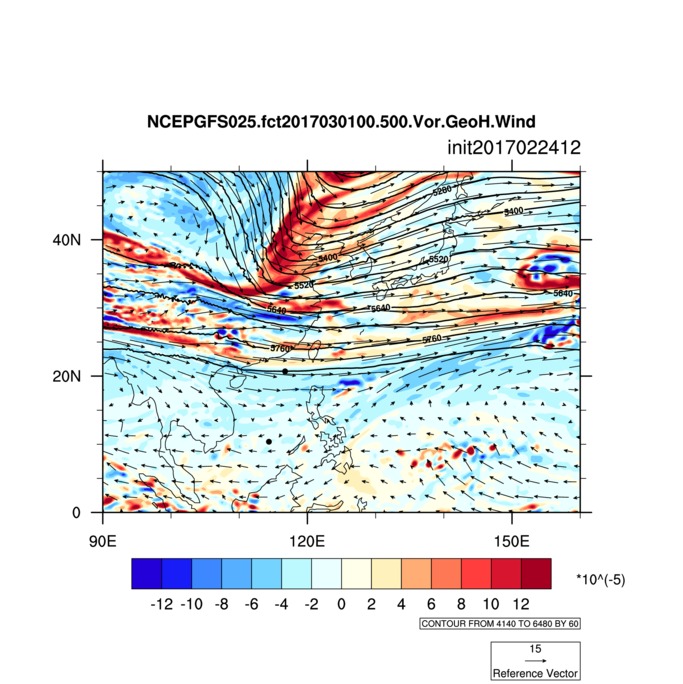 NCEPGFS025.fct2017030100.500.Vor.GeoH.Wind
init2017022412
5280
5400
40N
5400
5520
5520
5640
5640
5640
5760
5760
20N
0
90E 120E 150E
-12 -10 -8 -6 -4 -2 0 2 4 6 8 10 12
*10^(-5)
CONTOUR FROM 4140 TO 6480 BY 60
15
Reference Vector